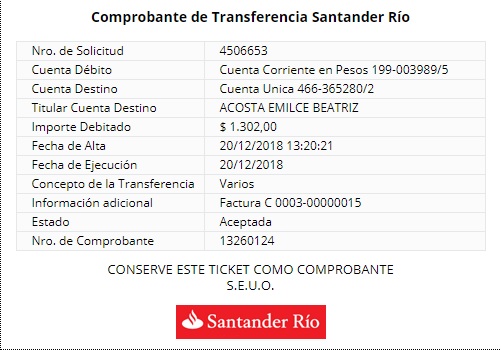 Comprobante de Transferencia Santander Río
Nro. de Solicitud 4506653
Cuenta Débito Cuenta Corriente en Pesos 199-003989/5
Cuenta Destino Cuenta Unica 466-365280/2
Titular Cuenta Destino ACOSTA EMILCE BEATRIZ
Importe Debitado $ 1.302,00
Fecha de Alta 20/12/2018 13:20:21
Fecha de Ejecución 20/12/2018
Concepto de la Transferencia Varios
Información adicional Factura C 0003-00000015
Estado Aceptada
Nro. de Comprobante 13260124
CONSERVE ESTE TICKET COMO COMPROBANTE
S.E.U.O.
Santander Río